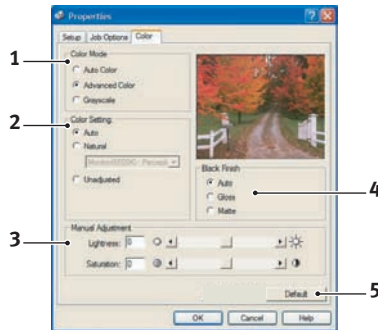 Properties
Setup Job Options Color
1
Color Mode
Auto Color
Advanced Color
Grayscale
2
Color Setting
Auto
Natural
Unadjusted
Black Finish
Auto
Gloss
Matte
4
3
Manual Adjustment
Lightness: 0
Saturation: 0
Default
5
OK Cancel Help